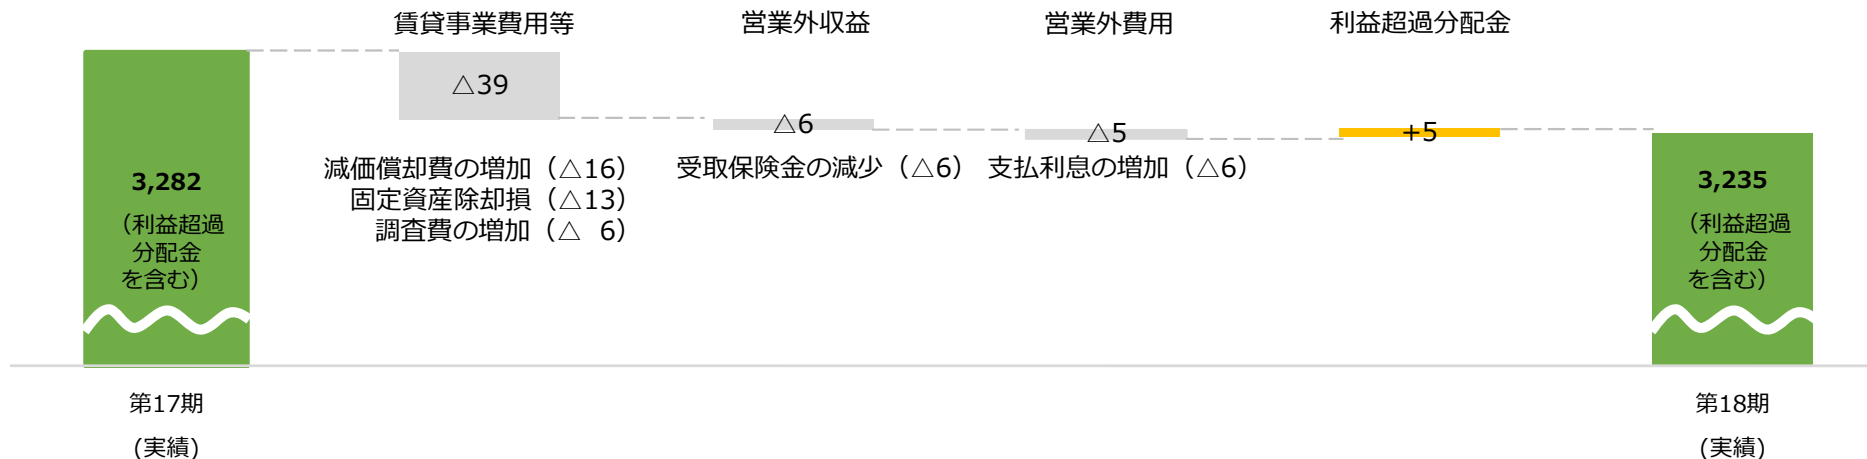 賃貸事業費用等
営業外収益
営業外費用
利益超過分配金
△39
△6
△5
+5
減価償却費の増加（△16）
固定資産除却損（△13）
調査費の増加（△ 6）
受取保険金の減少（△6）
支払利息の増加（△6）
3,282
（利益超過
分配金
を含む）
3,235
（利益超過
分配金
を含む）
第17期
(実績)
第18期
(実績)